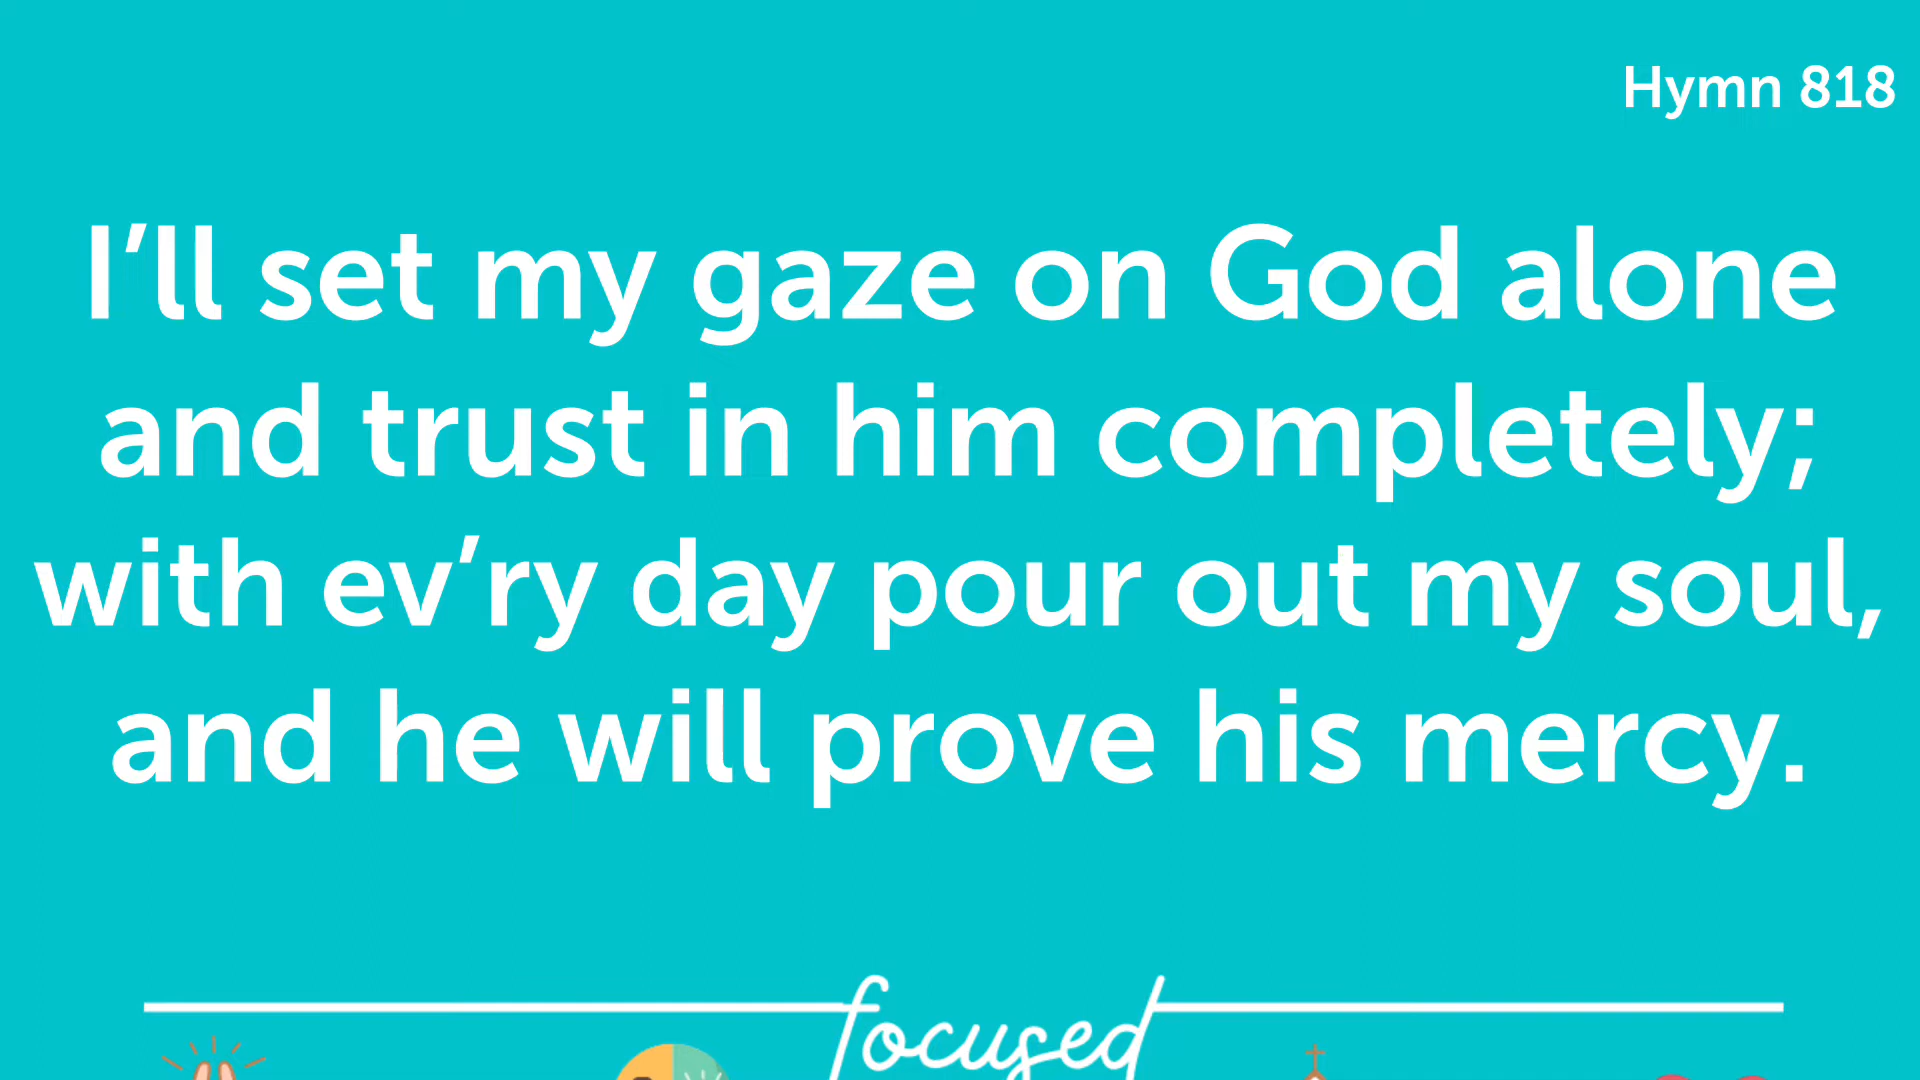 Hymn 818
I’ll set my gaze on God alone
and trust in him completely;
with ev’ry day pour out my soul,
and he will prove his mercy.
focused